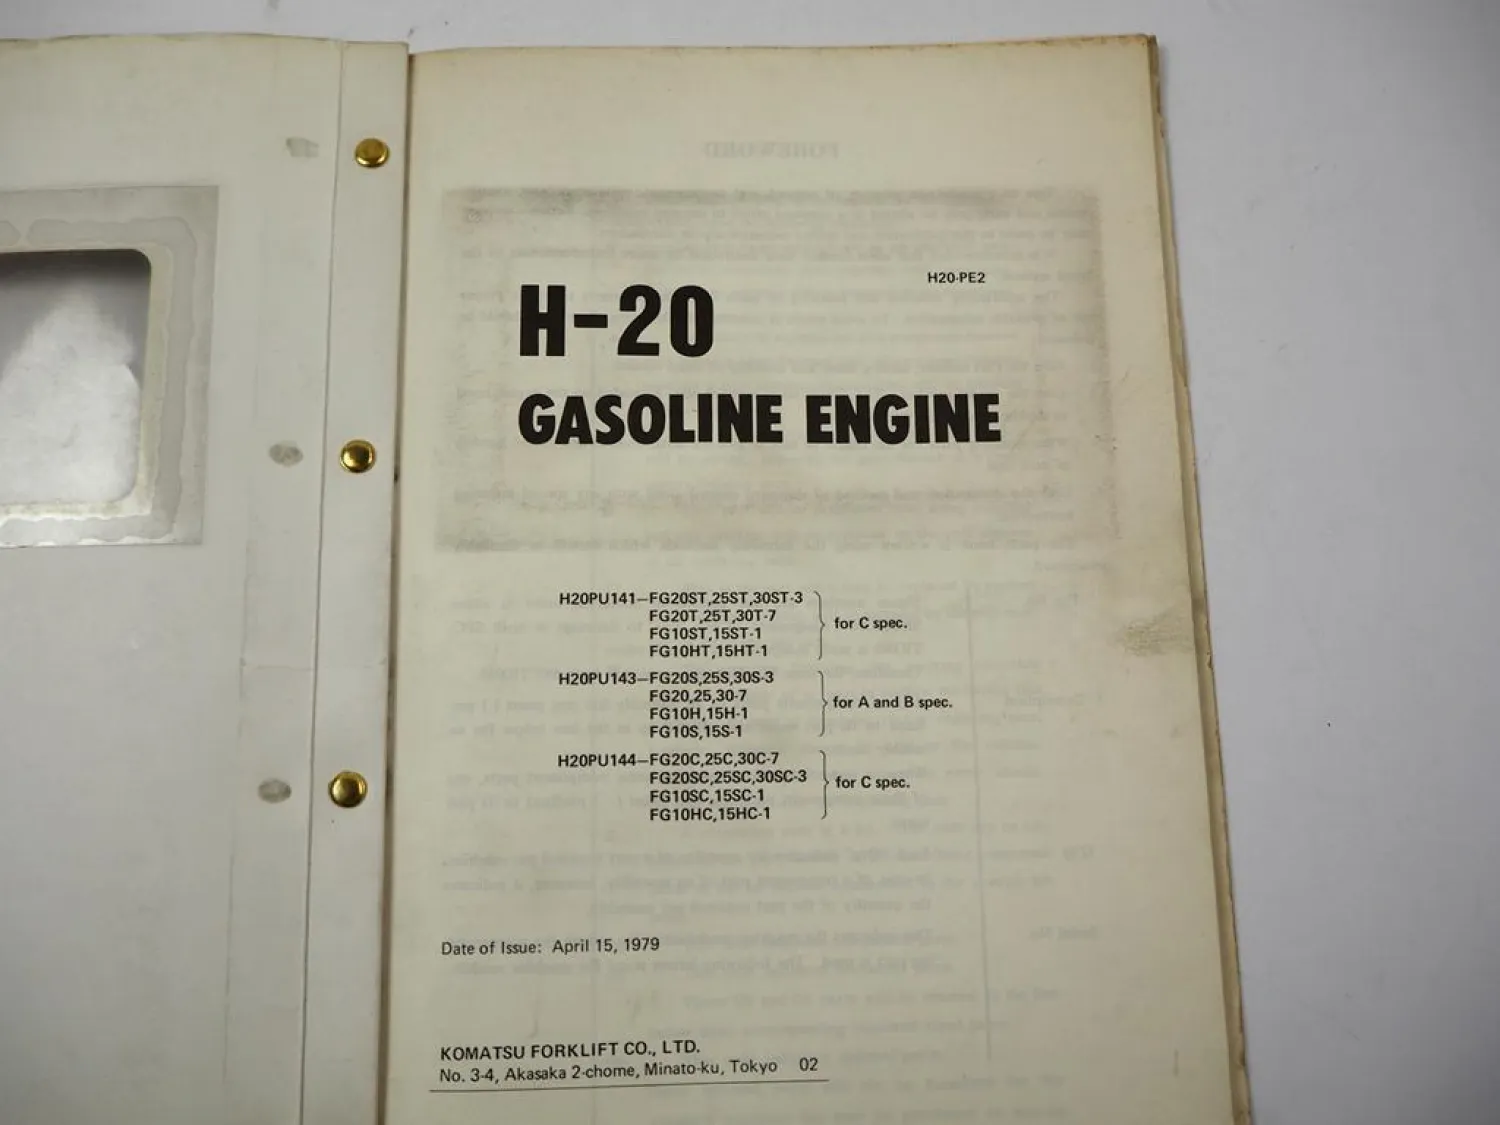 H20-PE2
H-20
GASOLINE ENGINE
H20PU141—FG20ST,25ST,30ST-3
FG20T,25T,30T-7
FG10ST,15ST-1
FG10HT,15HT-1
for C spec.
H20PU143—FG20S,25S,30S-3
FG20,25,30-7
FG10H,15H-1
FG10S,15S-1
for A and B spec.
H20PU144—FG20C,25C,30C-7
FG20SC,25SC,30SC-3
FG10SC,15SC-1
FG10HC,15HC-1
for C spec.
Date of Issue: April 15, 1979
KOMATSU FORKLIFT CO., LTD.
No. 3-4, Akasaka 2-chome, Minato-ku, Tokyo 02